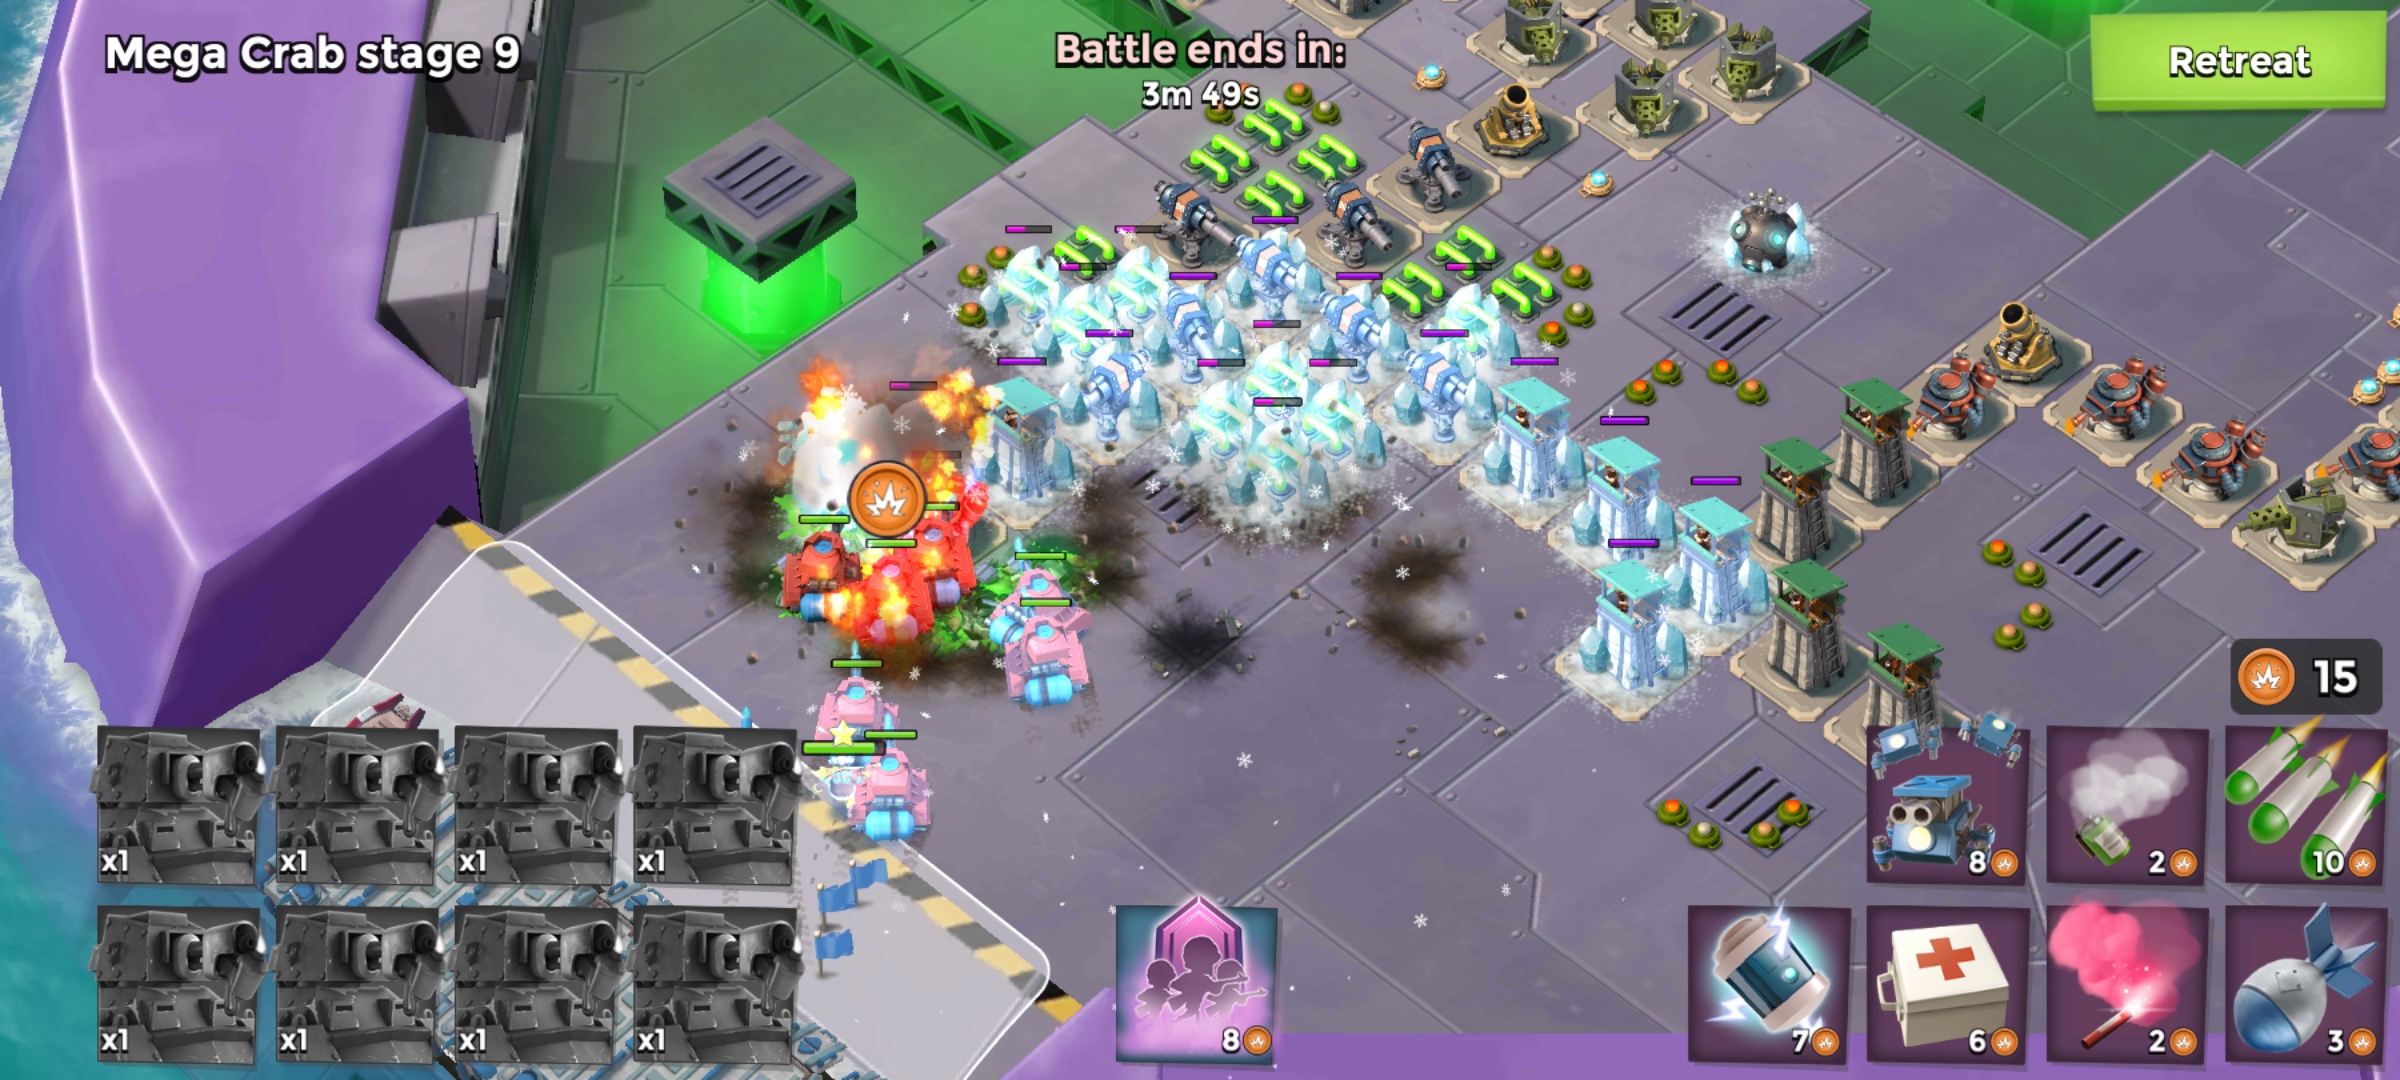 Mega Crab stage 9
Battle ends in:
3m 49s
Retreat
15
x1
x1
x1
x1
8
2
10
x1
x1
x1
x1
8
7
6
2
3